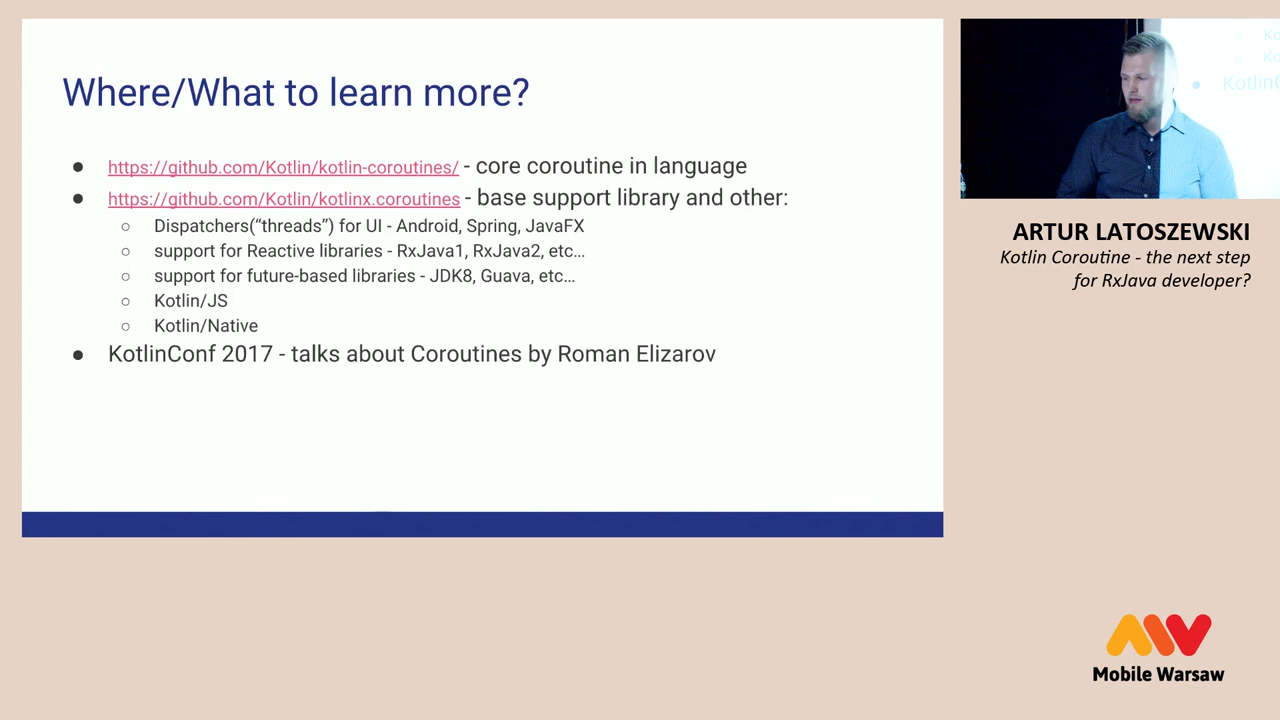 Where/What to learn more?
● https://github.com/Kotlin/kotlin-coroutines/ - core coroutine in language
● https://github.com/Kotlin/kotlinx.coroutines - base support library and other:
○ Dispatchers(“threads”) for UI - Android, Spring, JavaFX
○ support for Reactive libraries - RxJava1, RxJava2, etc…
○ support for future-based libraries - JDK8, Guava, etc…
○ Kotlin/JS
○ Kotlin/Native
● KotlinConf 2017 - talks about Coroutines by Roman Elizarov
ARTUR LATOSZEWSKI
Kotlin Coroutine - the next step
for RxJava developer?
Mobile Warsaw